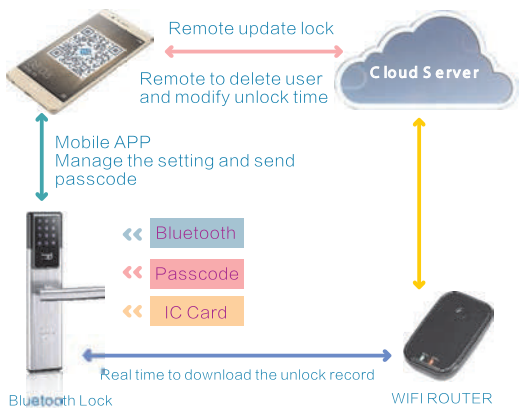 Remote update lock
Cloud Server
Remote to delete user
and modify unlock time
Mobile APP
Manage the setting and send
passcode
Bluetooth
Passcode
IC Card
Real time to download the unlock record
Bluetooth Lock
WIFI ROUTER